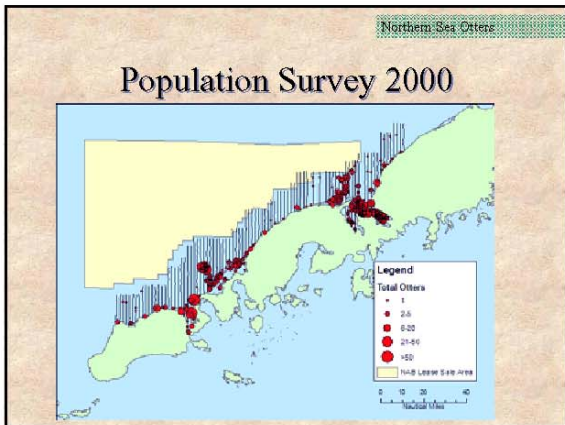 Northern Sea Otters
Population Survey 2000
Legend
Total Otters
1
2-5
6-20
21-50
>50
NAB Lease Sale Area
0 10 20 40
Nautical Miles